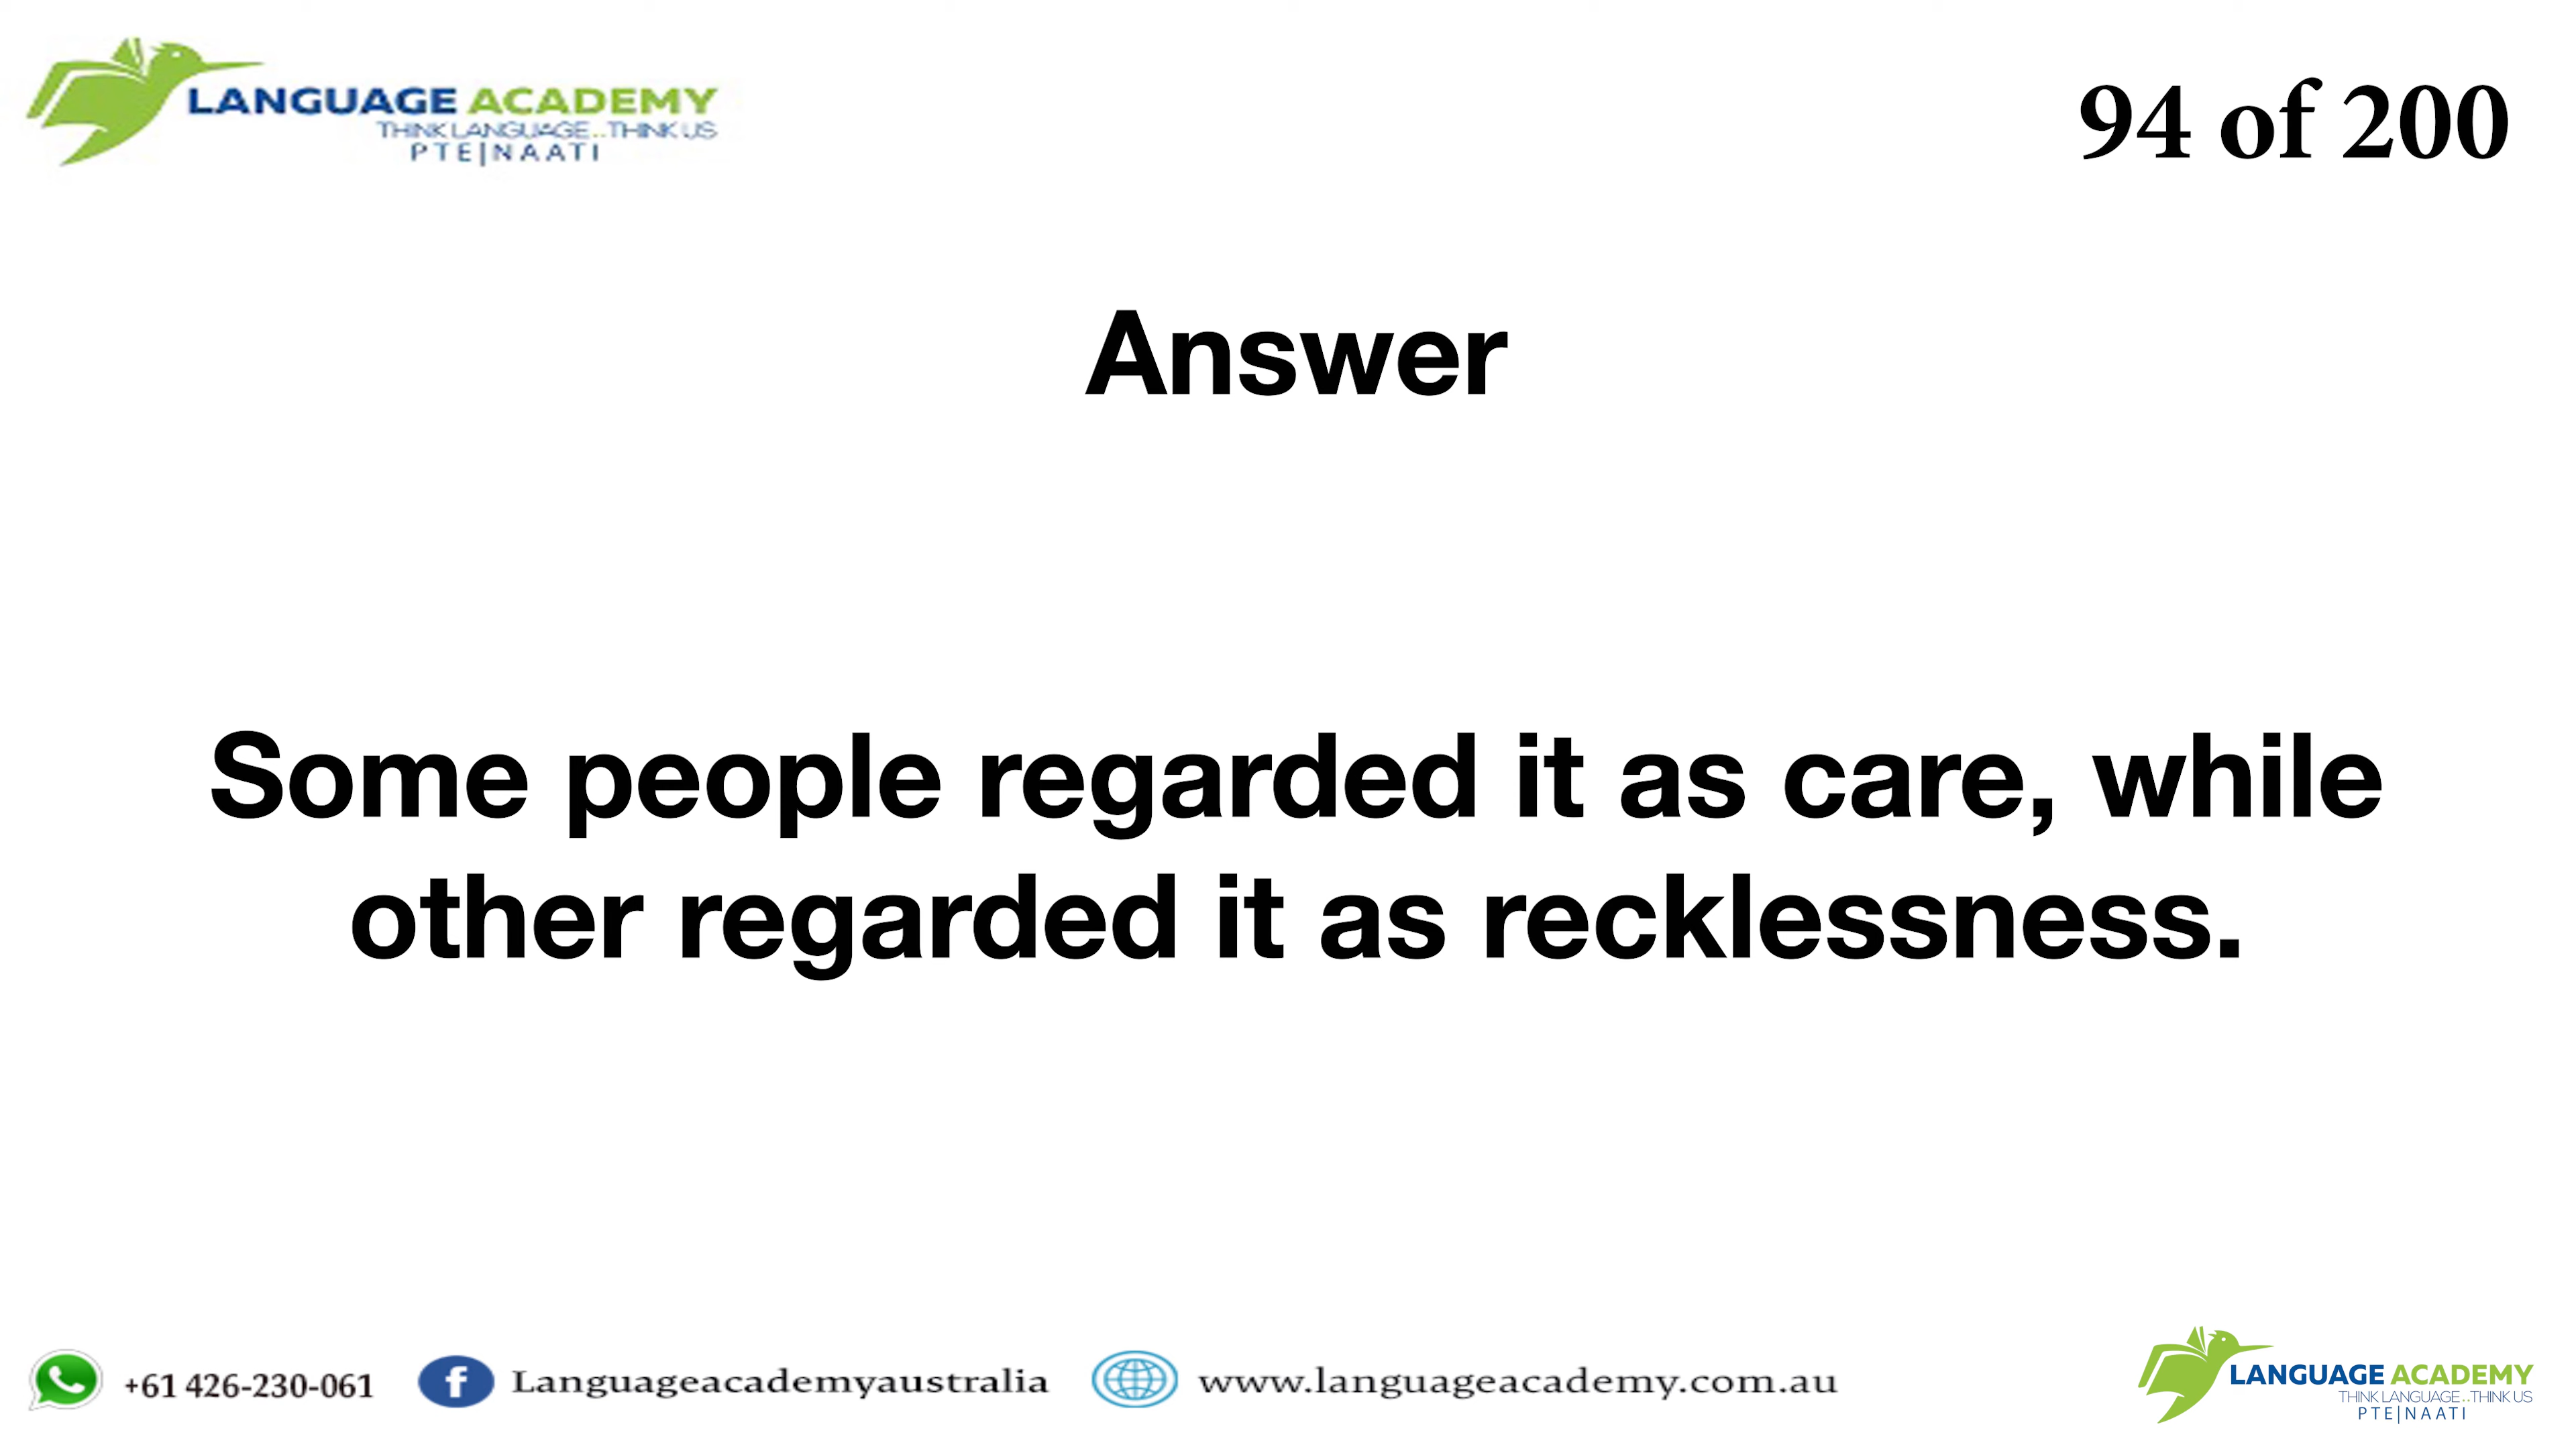 LANGUAGE ACADEMY
THINK LANGUAGE..THINK US
PTE|NAATI
94 of 200
Answer
Some people regarded it as care, while
other regarded it as recklessness.
+61 426-230-061
Languageacademyaustralia
www.languageacademy.com.au
LANGUAGE ACADEMY
THINK LANGUAGE..THINK US
PTE|NAATI